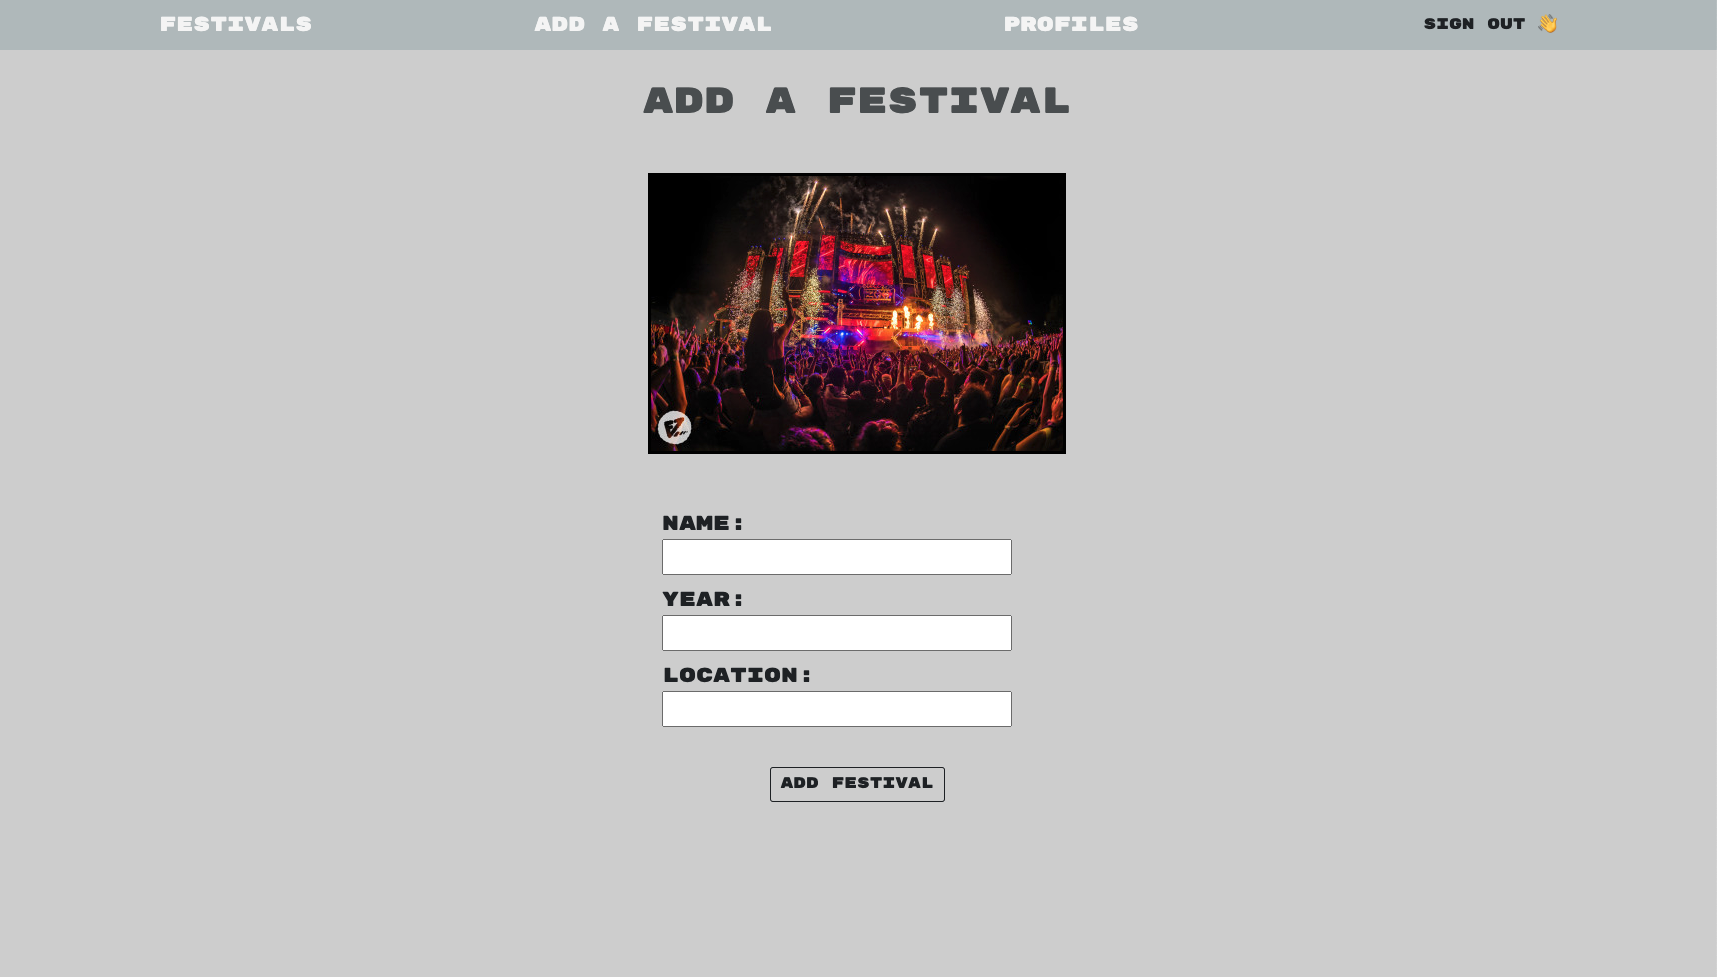 FESTIVALS
ADD A FESTIVAL
PROFILES
SIGN OUT 👋
ADD A FESTIVAL
NAME:
YEAR:
LOCATION:
ADD FESTIVAL